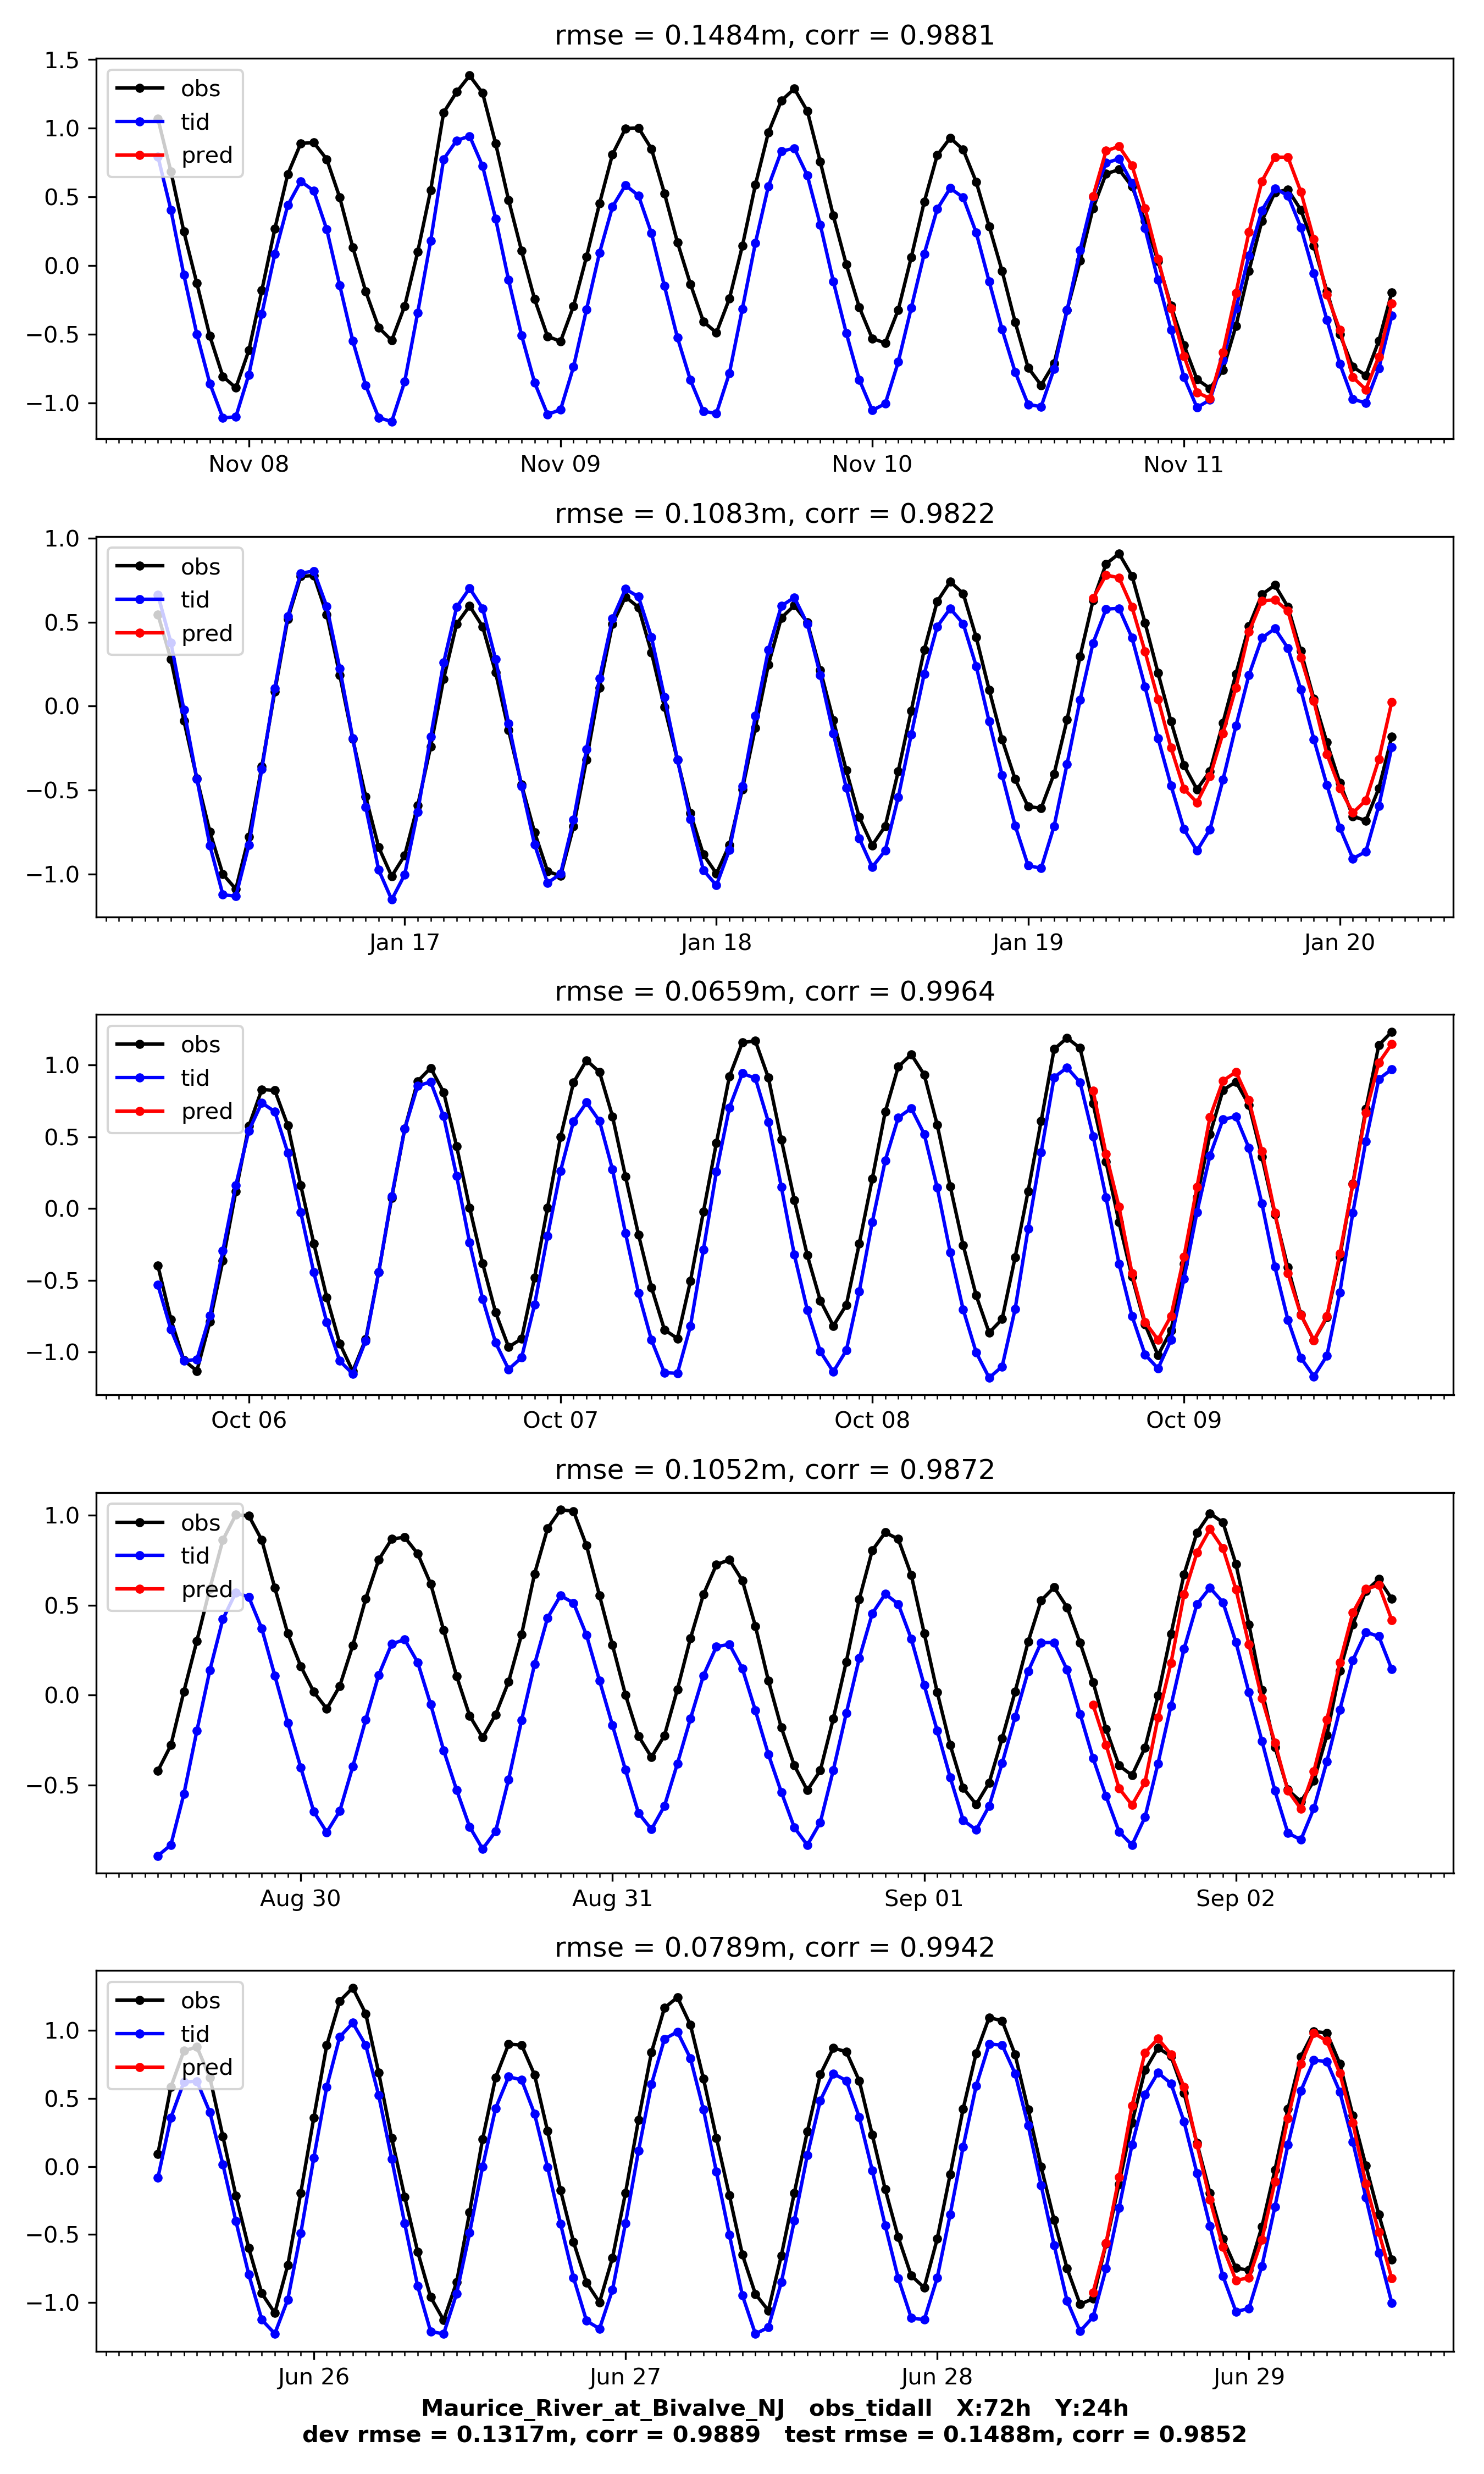 rmse = 0.1484m, corr = 0.9881
1.5
1.0
0.5
0.0
−0.5
−1.0
obs
tid
pred
Nov 08 Nov 09 Nov 10 Nov 11
rmse = 0.1083m, corr = 0.9822
1.0
0.5
0.0
−0.5
−1.0
obs
tid
pred
Jan 17 Jan 18 Jan 19 Jan 20
rmse = 0.0659m, corr = 0.9964
1.0
0.5
0.0
−0.5
−1.0
obs
tid
pred
Oct 06 Oct 07 Oct 08 Oct 09
rmse = 0.1052m, corr = 0.9872
1.0
0.5
0.0
−0.5
obs
tid
pred
Aug 30 Aug 31 Sep 01 Sep 02
rmse = 0.0789m, corr = 0.9942
1.0
0.5
0.0
−0.5
−1.0
obs
tid
pred
Jun 26 Jun 27 Jun 28 Jun 29
Maurice_River_at_Bivalve_NJ obs_tidall X:72h Y:24h
dev rmse = 0.1317m, corr = 0.9889 test rmse = 0.1488m, corr = 0.9852